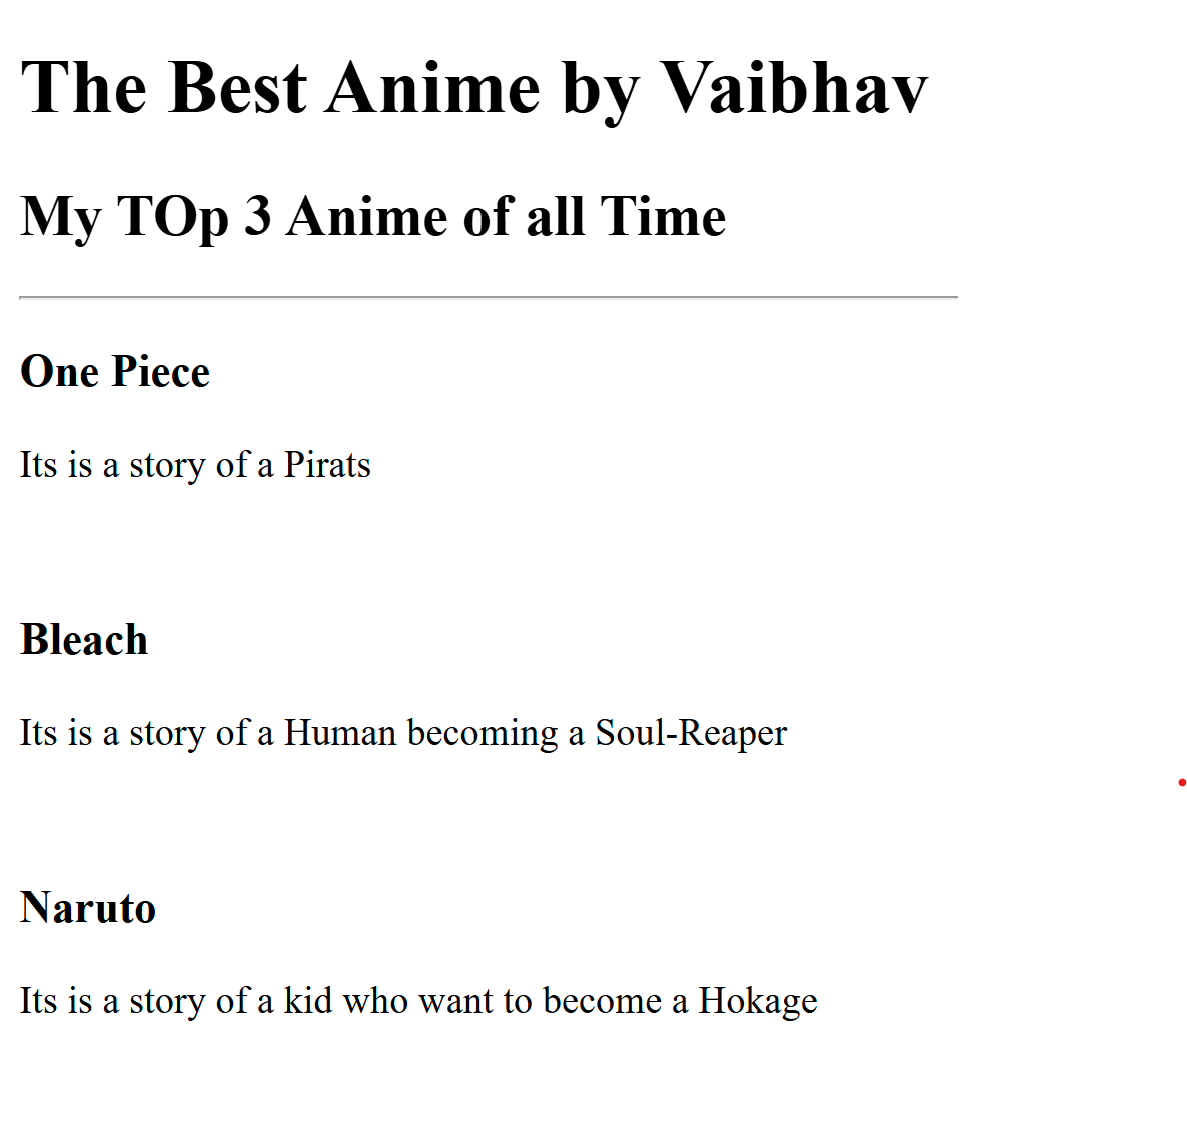 The Best Anime by Vaibhav
My TOp 3 Anime of all Time
One Piece
Its is a story of a Pirats
Bleach
Its is a story of a Human becoming a Soul-Reaper
Naruto
Its is a story of a kid who want to become a Hokage